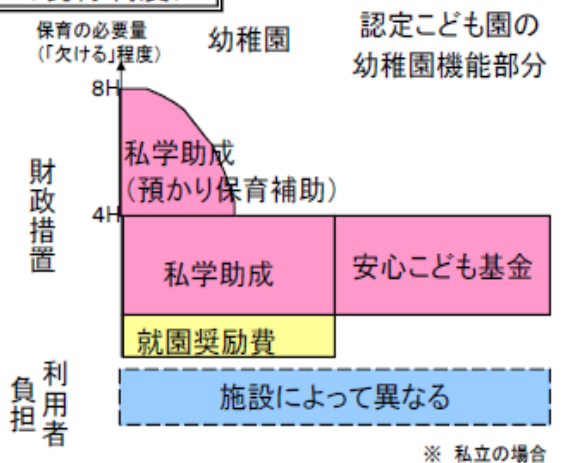 保育の必要量
(「欠ける」程度)
幼稚園
認定こども園の
幼稚園機能部分
8H
私学助成
(預かり保育補助)
4H
財政措置
私学助成
安心こども基金
就園奨励費
利用者
負担
施設によって異なる
※ 私立の場合